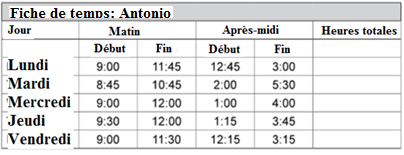 Fiche de temps: Antonio
Jour Matin Après-midi Heures totales
Début Fin Début Fin
Lundi 9:00 11:45 12:45 3:00
Mardi 8:45 10:45 2:00 5:30
Mercredi 9:00 12:00 1:00 4:00
Jeudi 9:30 12:00 1:15 3:45
Vendredi 9:00 11:30 12:15 3:15